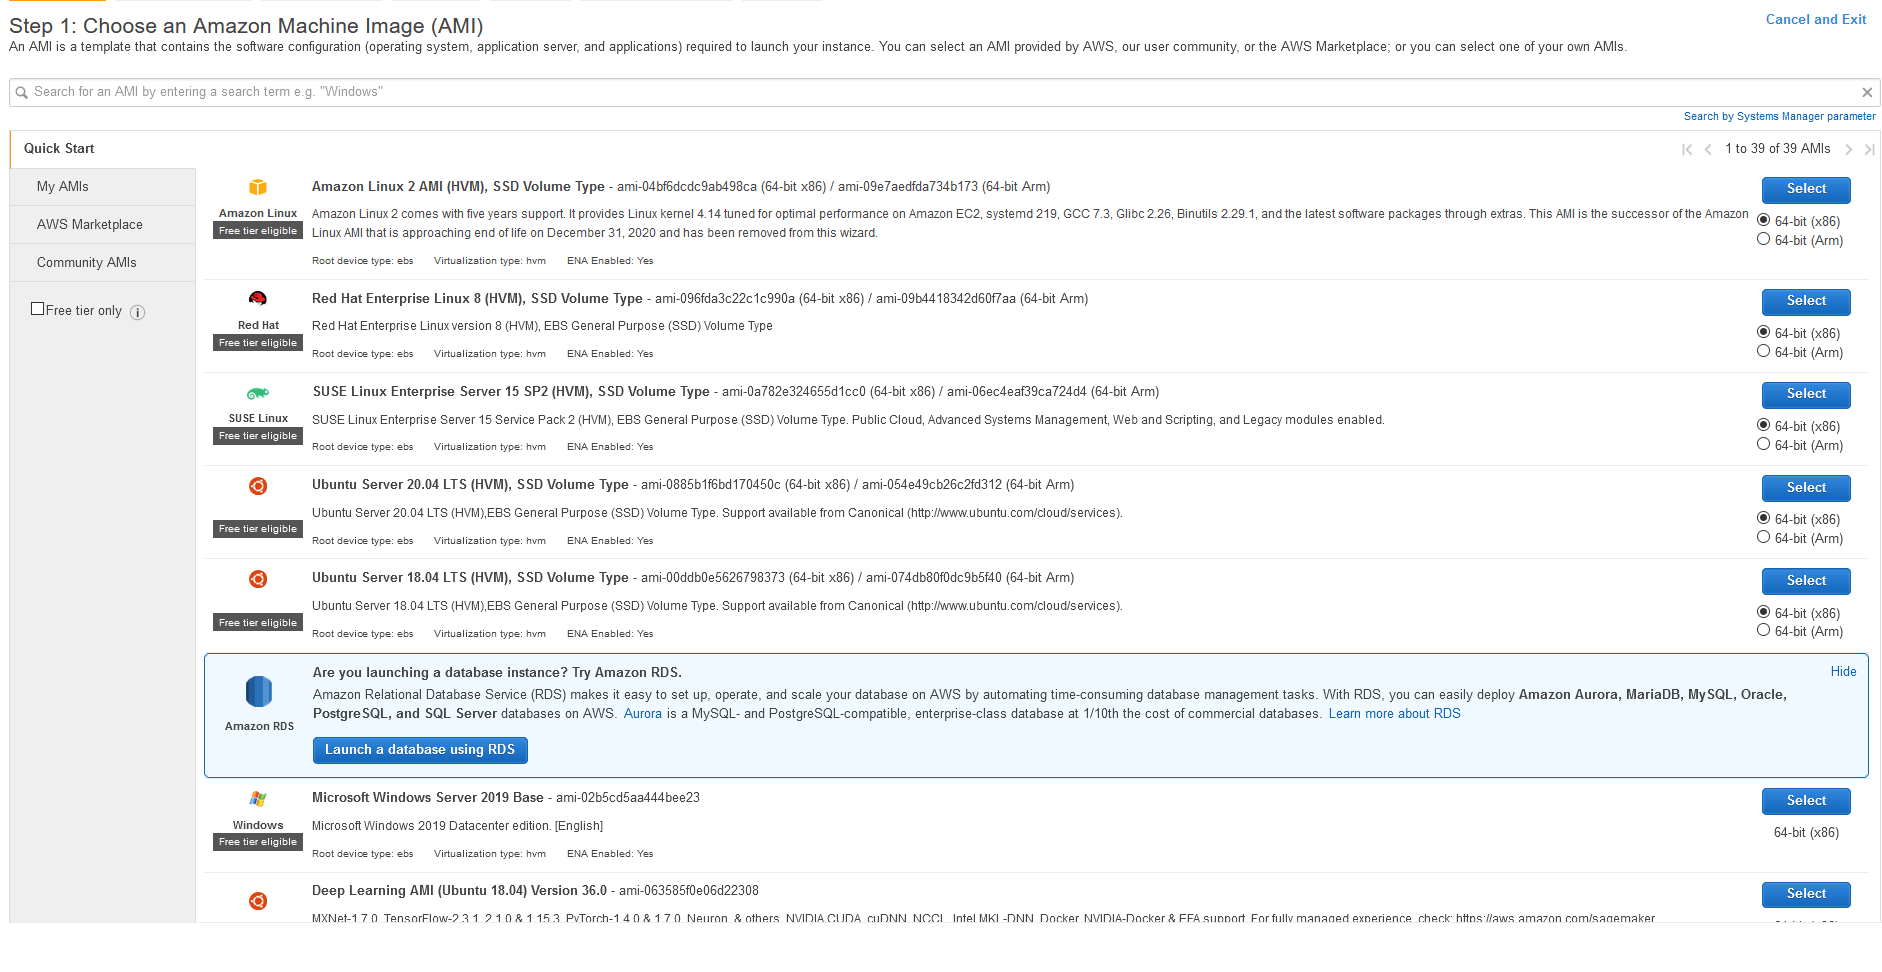 Step 1: Choose an Amazon Machine Image (AMI)
Cancel and Exit
An AMI is a template that contains the software configuration (operating system, application server, and applications) required to launch your instance. You can select an AMI provided by AWS, our user community, or the AWS Marketplace; or you can select one of your own AMIs.
Search for an AMI by entering a search term e.g. "Windows"
Search by Systems Manager parameter
Quick Start
1 to 39 of 39 AMIs
My AMIs
AWS Marketplace
Community AMIs
Free tier only
Amazon Linux
Free tier eligible
Amazon Linux 2 AMI (HVM), SSD Volume Type - ami-04bf6dcdc9ab498ca (64-bit x86) / ami-09e7aedfda734b173 (64-bit Arm)
Amazon Linux 2 comes with five years support. It provides Linux kernel 4.14 tuned for optimal performance on Amazon EC2, systemd 219, GCC 7.3, Glibc 2.26, Binutils 2.29.1, and the latest software packages through extras. This AMI is the successor of the Amazon
Linux AMI that is approaching end of life on December 31, 2020 and has been removed from this wizard.
Root device type: ebs Virtualization type: hvm ENA Enabled: Yes
Select
64-bit (x86)
64-bit (Arm)
Red Hat
Free tier eligible
Red Hat Enterprise Linux 8 (HVM), SSD Volume Type - ami-096fda3c22c1c990a (64-bit x86) / ami-09b4418342d60f7aa (64-bit Arm)
Red Hat Enterprise Linux version 8 (HVM), EBS General Purpose (SSD) Volume Type
Root device type: ebs Virtualization type: hvm ENA Enabled: Yes
Select
64-bit (x86)
64-bit (Arm)
SUSE Linux
Free tier eligible
SUSE Linux Enterprise Server 15 SP2 (HVM), SSD Volume Type - ami-0a782e324655d1cc0 (64-bit x86) / ami-06ec4eaf39ca724d4 (64-bit Arm)
SUSE Linux Enterprise Server 15 Service Pack 2 (HVM), EBS General Purpose (SSD) Volume Type. Public Cloud, Advanced Systems Management, Web and Scripting, and Legacy modules enabled.
Root device type: ebs Virtualization type: hvm ENA Enabled: Yes
Select
64-bit (x86)
64-bit (Arm)
Free tier eligible
Ubuntu Server 20.04 LTS (HVM), SSD Volume Type - ami-0885b1f6bd170450c (64-bit x86) / ami-054e49cb26c2fd312 (64-bit Arm)
Ubuntu Server 20.04 LTS (HVM),EBS General Purpose (SSD) Volume Type. Support available from Canonical (http://www.ubuntu.com/cloud/services).
Root device type: ebs Virtualization type: hvm ENA Enabled: Yes
Select
64-bit (x86)
64-bit (Arm)
Free tier eligible
Ubuntu Server 18.04 LTS (HVM), SSD Volume Type - ami-00ddb0e5626798373 (64-bit x86) / ami-074db80f0dc9b5f40 (64-bit Arm)
Ubuntu Server 18.04 LTS (HVM),EBS General Purpose (SSD) Volume Type. Support available from Canonical (http://www.ubuntu.com/cloud/services).
Root device type: ebs Virtualization type: hvm ENA Enabled: Yes
Select
64-bit (x86)
64-bit (Arm)
Amazon RDS
Are you launching a database instance? Try Amazon RDS.
Hide
Amazon Relational Database Service (RDS) makes it easy to set up, operate, and scale your database on AWS by automating time-consuming database management tasks. With RDS, you can easily deploy Amazon Aurora, MariaDB, MySQL, Oracle,
PostgreSQL, and SQL Server databases on AWS. Aurora is a MySQL- and PostgreSQL-compatible, enterprise-class database at 1/10th the cost of commercial databases. Learn more about RDS
Launch a database using RDS
Windows
Free tier eligible
Microsoft Windows Server 2019 Base - ami-02b5cd5aa444bee23
Microsoft Windows 2019 Datacenter edition. [English]
Root device type: ebs Virtualization type: hvm ENA Enabled: Yes
Select
64-bit (x86)
Deep Learning AMI (Ubuntu 18.04) Version 36.0 - ami-063585f0e06d22308
MXNet-1.7.0, TensorFlow-2.3.1, 2.1.0 & 1.15.3, PyTorch-1.4.0 & 1.7.0, Neuron, & others. NVIDIA CUDA, cuDNN, NCCL, Intel MKL-DNN, Docker, NVIDIA-Docker & EFA support. For fully managed experience, check: https://aws.amazon.com/sagemaker
Select